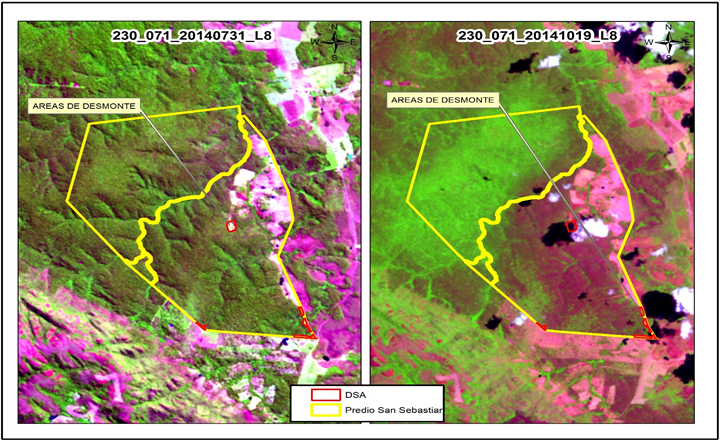 230_071_20140731_L8
N
W E
S
AREAS DE DESMONTE
230_071_20141019_L8
N
W E
S
AREAS DE DESMONTE
DSA
Predio San Sebastian